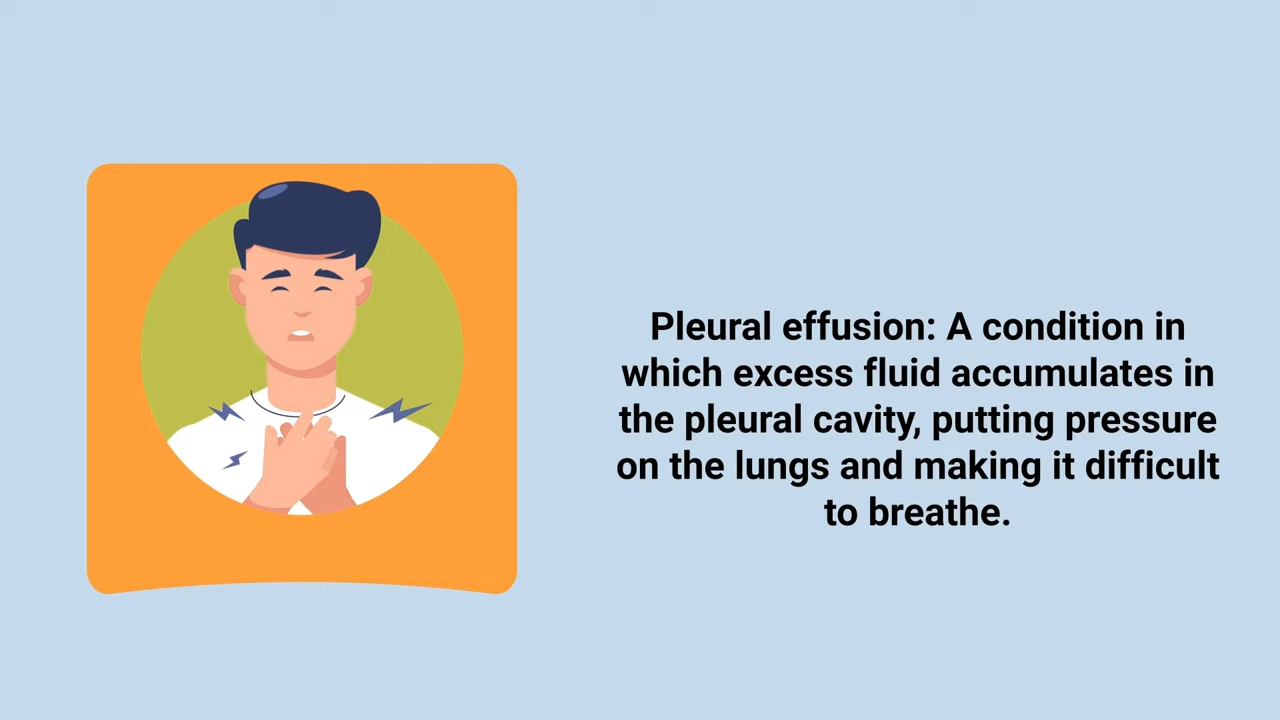 Pleural effusion: A condition in
which excess fluid accumulates in
the pleural cavity, putting pressure
on the lungs and making it difficult
to breathe.